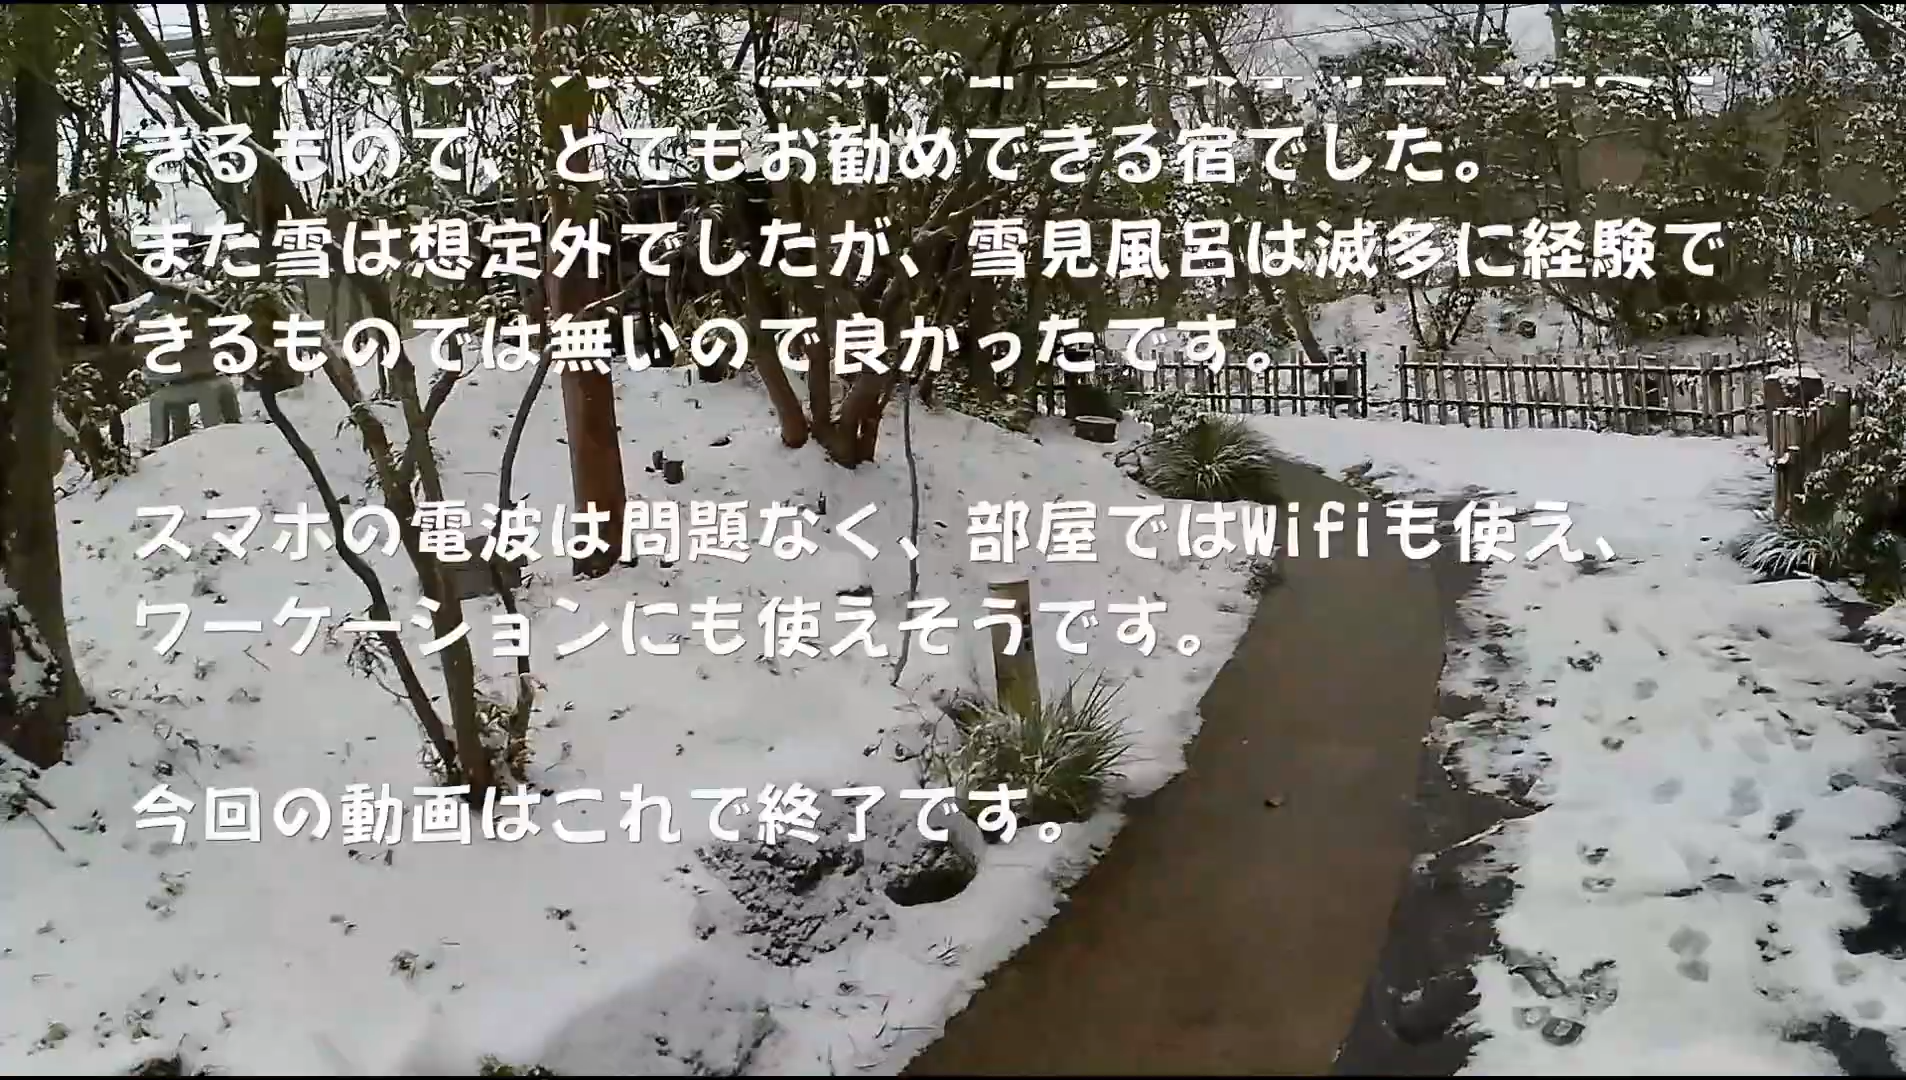 きるもので、とてもお勧めできる宿でした。
また雪は想定外でしたが、雪見風呂は滅多に経験で
きるものでは無いので良かったです。
スマホの電波は問題なく、部屋ではWifiも使え、
ワーケーションにも使えそうです。
今回の動画はこれで終了です。